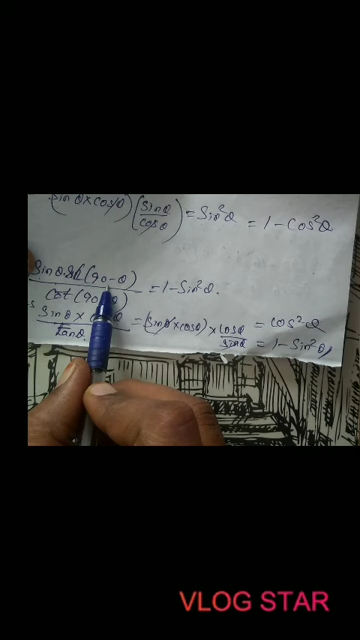 (sin θ × cos θ) (sin θ / cos θ) = sin²θ = 1 - cos²θ
sin θ sin (90 - θ) / cot (90 - θ) = 1 - sin²θ.
sin θ × cos θ / tan θ = (sin θ × cos θ) × cos θ / sin θ = cos²θ
= 1 - sin²θ
VLOG STAR